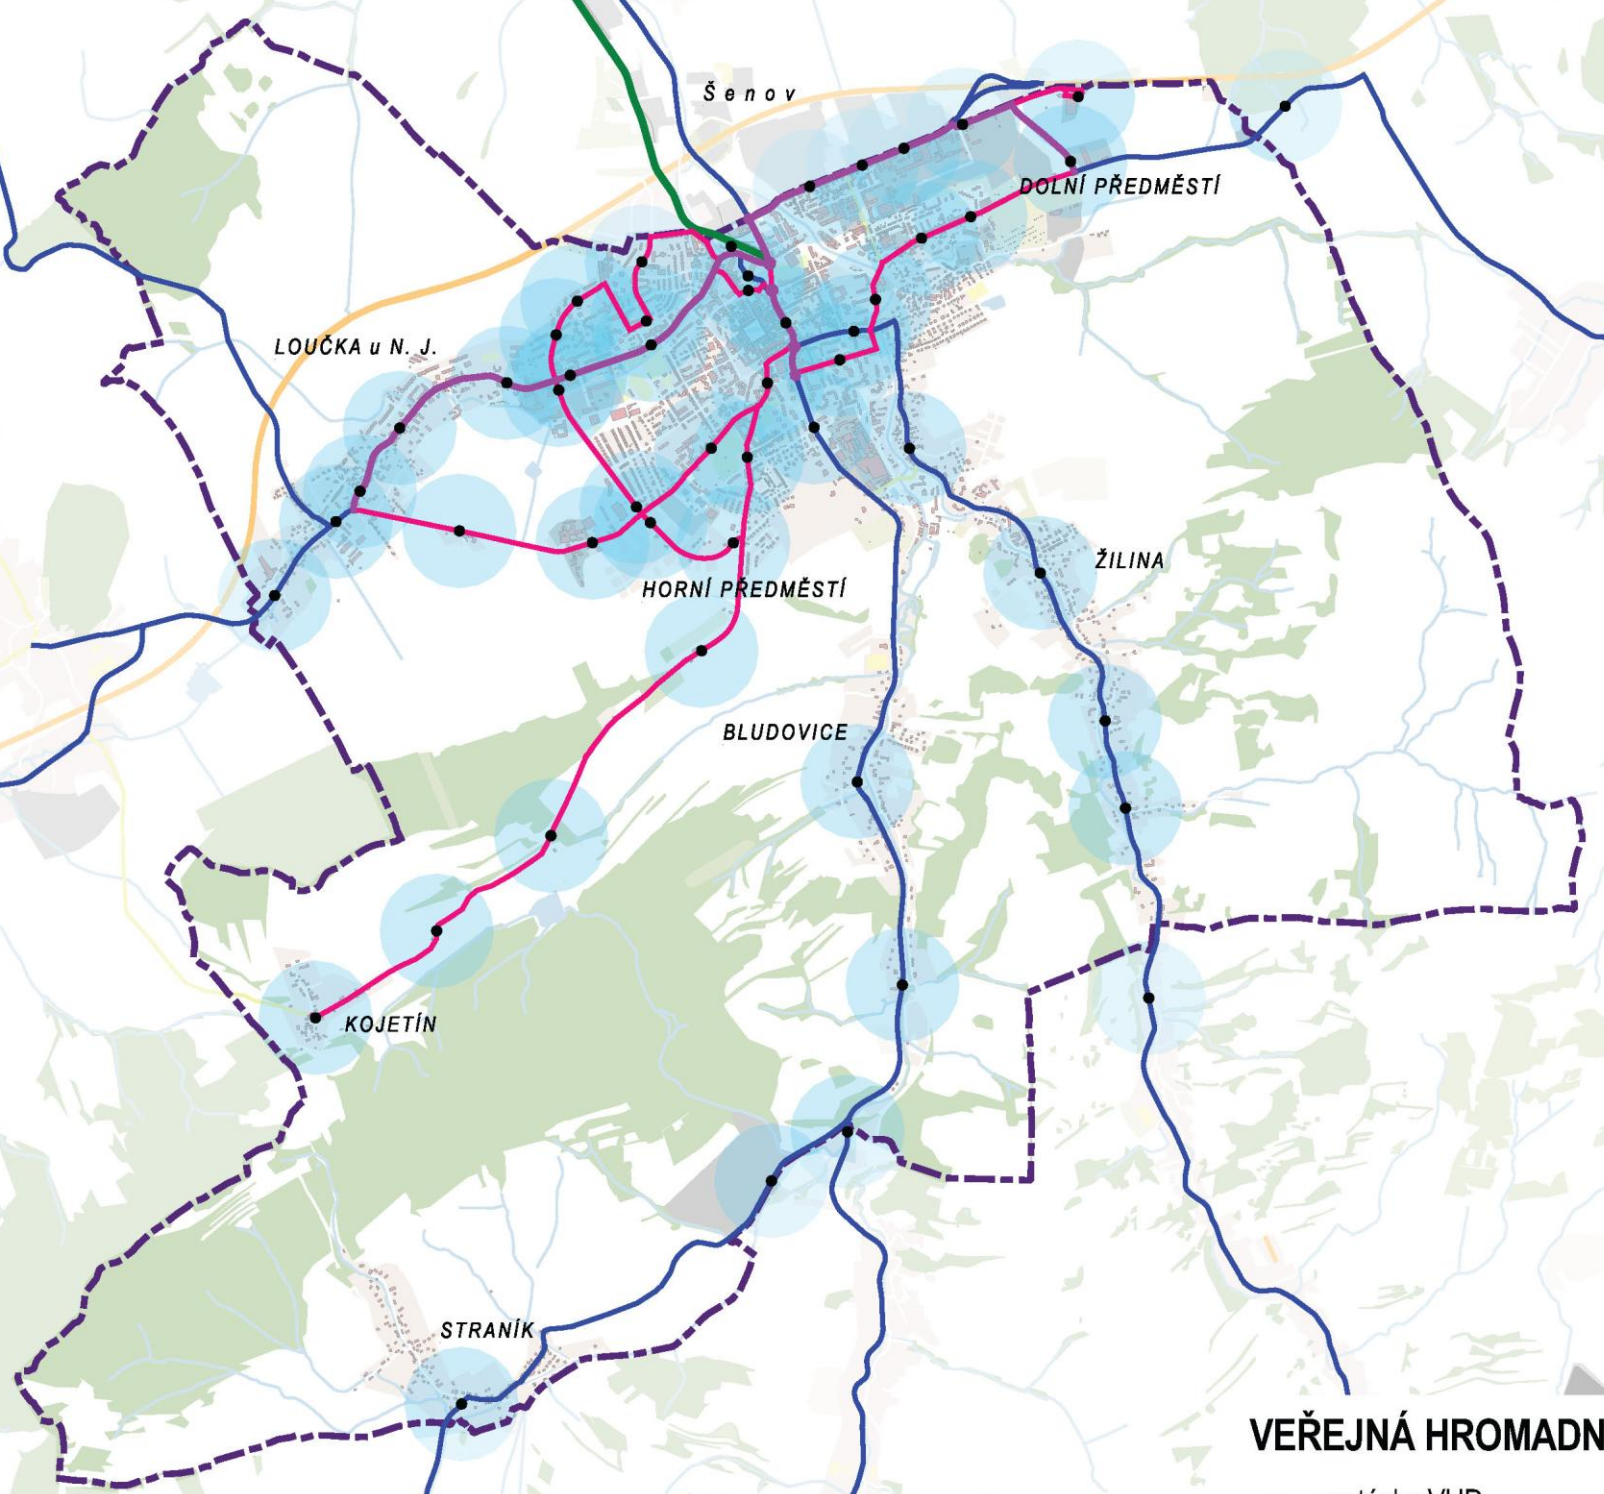 Šenov
DOLNÍ PŘEDMĚSTÍ
LOUČKA u N. J.
ŽILINA
HORNÍ PŘEDMĚSTÍ
BLUDOVICE
KOJETÍN
STRANÍK
VEŘEJNÁ HROMADN